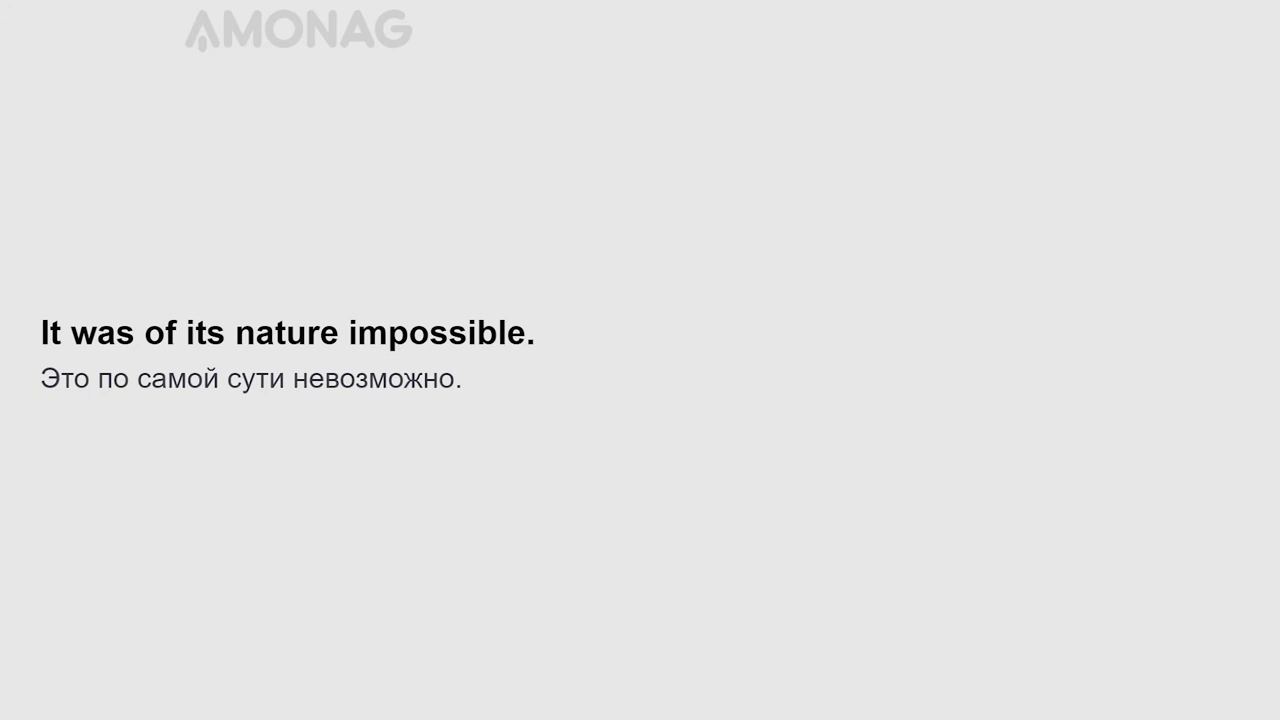 AMONAG
It was of its nature impossible.
Это по самой сути невозможно.